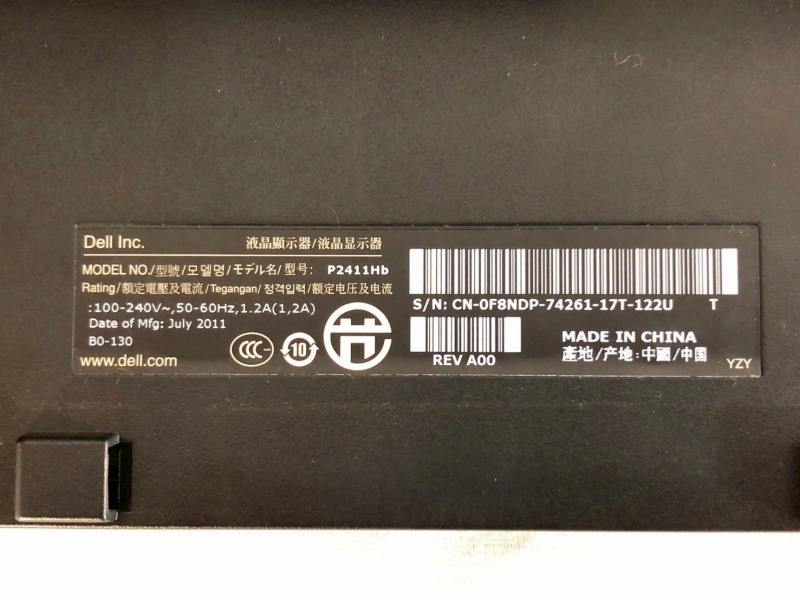 Dell Inc. 液晶顯示器/液晶显示器
MODEL NO./型號/모델명/モデル名/型号: P2411Hb
Rating/額定電壓及電流/Tegangan/정격입력/额定电压及电流
:100-240V~,50-60Hz,1.2A(1,2A)
Date of Mfg: July 2011
B0-130
www.dell.com
CCC
10
S/N: CN-0F8NDP-74261-17T-122U T
REV A00
MADE IN CHINA
產地/产地:中國/中国
YZY